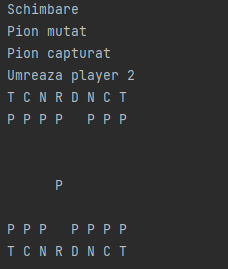 Schimbare
Pion mutat
Pion capturat
Umreaza player 2
T C N R D N C T
P P P P   P P P
      P
P P P   P P P P
T C N R D N C T